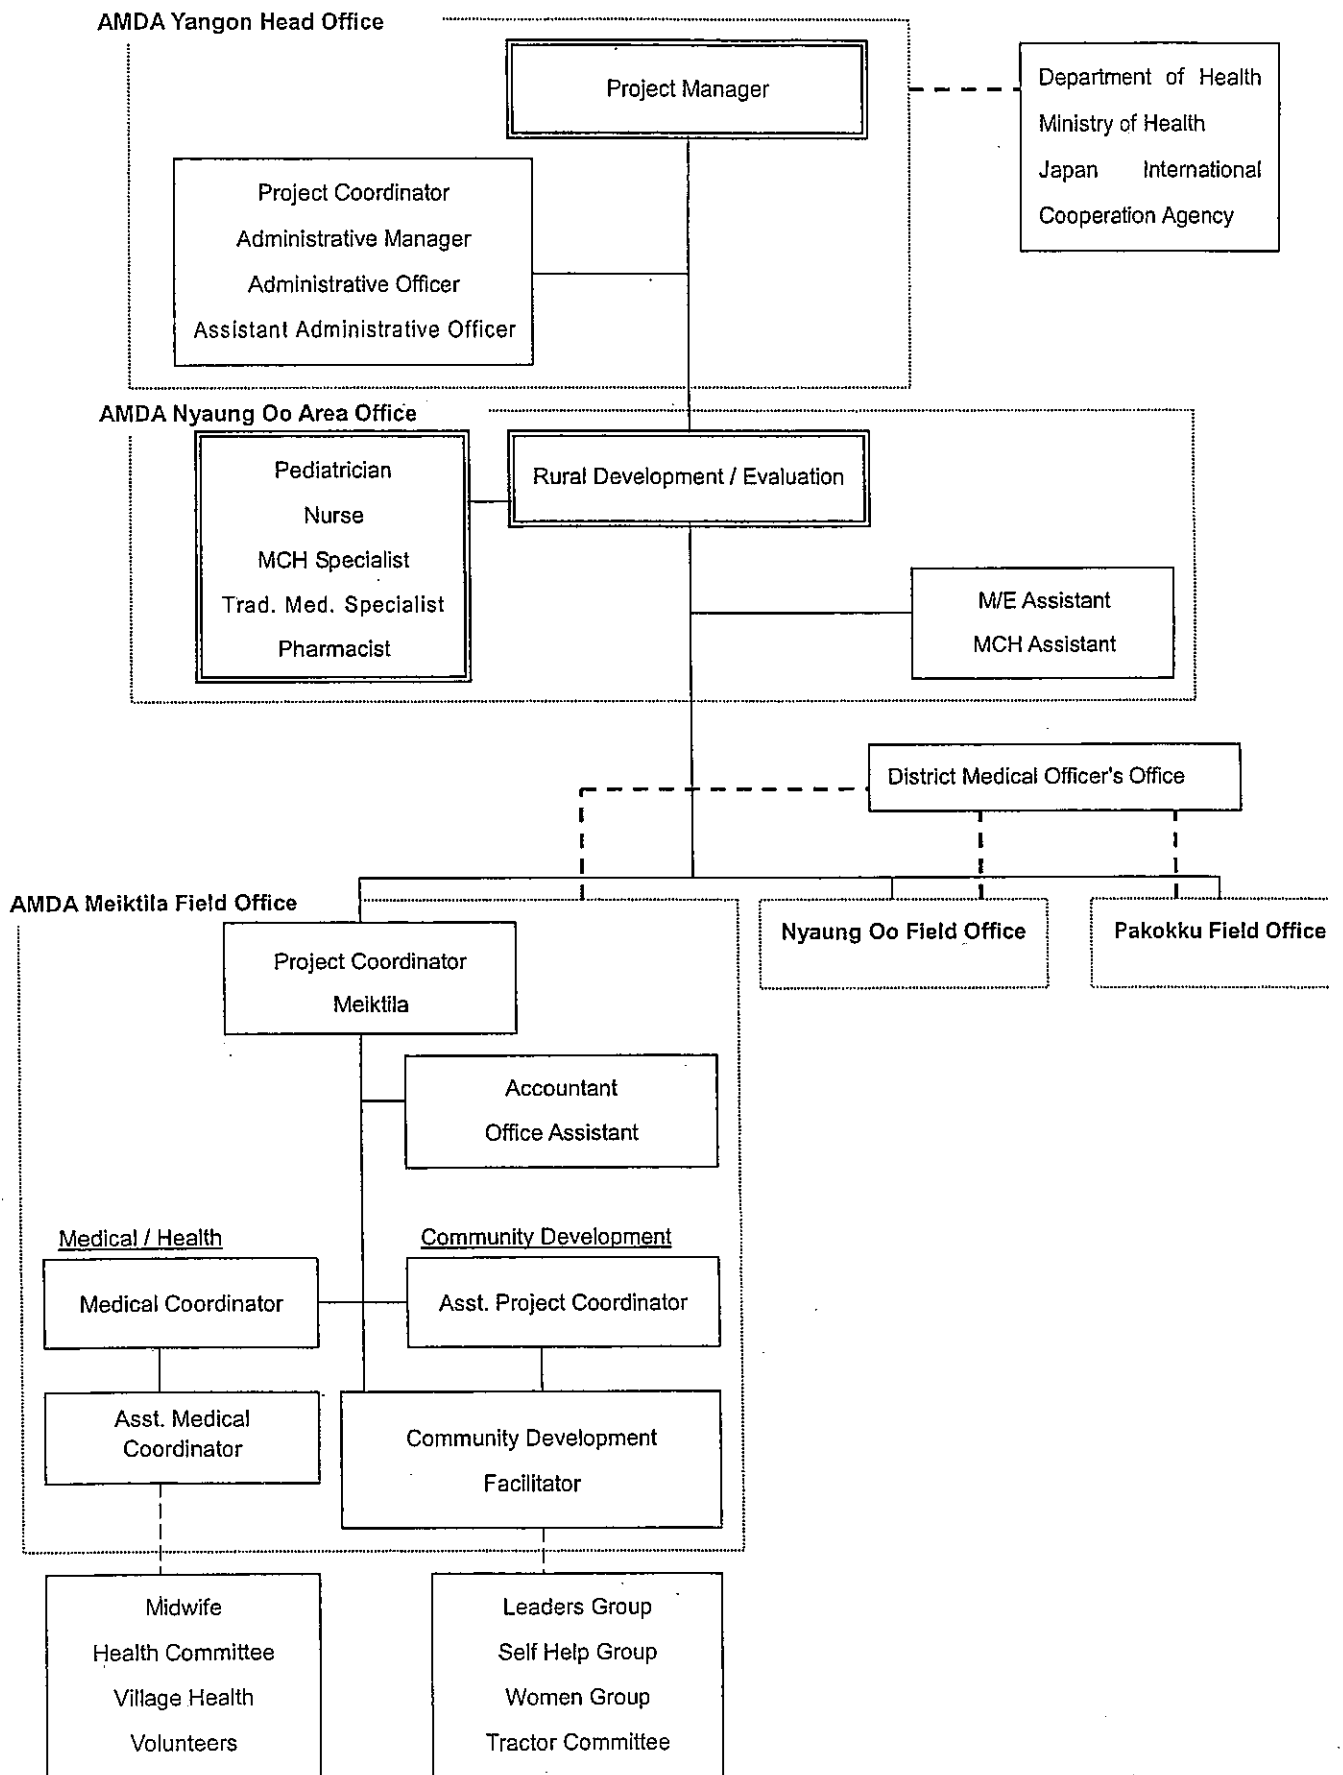 AMDA Yangon Head Office
Project Manager
Department of Health
Ministry of Health
Japan International
Cooperation Agency
Project Coordinator
Administrative Manager
Administrative Officer
Assistant Administrative Officer
AMDA Nyaung Oo Area Office
Pediatrician
Nurse
MCH Specialist
Trad. Med. Specialist
Pharmacist
Rural Development / Evaluation
M/E Assistant
MCH Assistant
District Medical Officer's Office
AMDA Meiktila Field Office
Project Coordinator
Meiktila
Nyaung Oo Field Office
Pakokku Field Office
Accountant
Office Assistant
Medical / Health
Community Development
Medical Coordinator
Asst. Project Coordinator
Asst. Medical
Coordinator
Community Development
Facilitator
Midwife
Health Committee
Village Health
Volunteers
Leaders Group
Self Help Group
Women Group
Tractor Committee